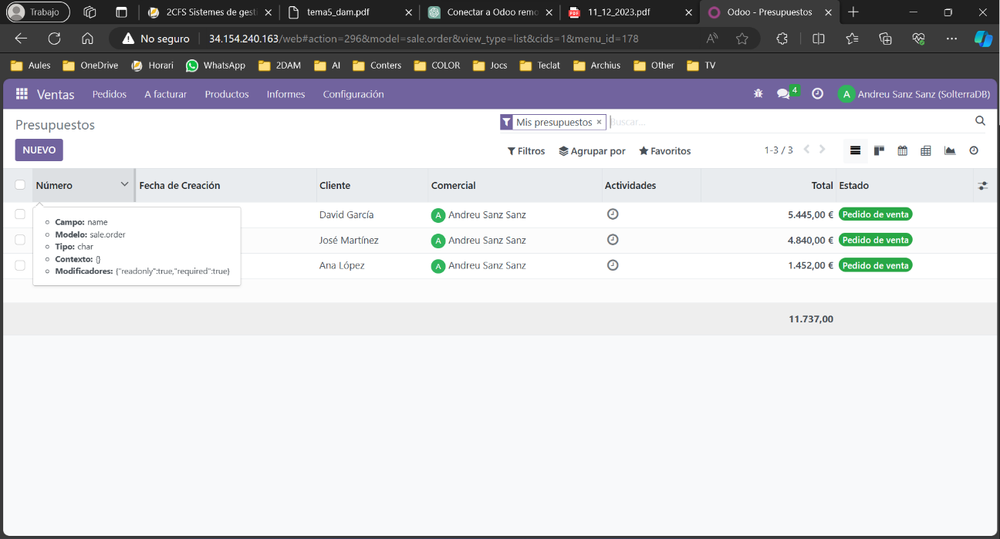 Trabajo 2CFS Sistemes de gesti tema5_dam.pdf Conectar a Odoo remo 11_12_2023.pdf Odoo - Presupuestos
No seguro 34.154.240.163/web#action=296&model=sale.order&view_type=list&cids=1&menu_id=178
Aules OneDrive Horari WhatsApp 2DAM AI Conters COLOR Jocs Teclat Archius Other TV
Ventas Pedidos A facturar Productos Informes Configuración 4 A Andreu Sanz Sanz (SolterraDB)
Presupuestos Mis presupuestos × Buscar...
NUEVO Filtros Agrupar por Favoritos 1-3 / 3
Número Fecha de Creación Cliente Comercial Actividades Total Estado
David García A Andreu Sanz Sanz 5.445,00 € Pedido de venta
José Martínez A Andreu Sanz Sanz 4.840,00 € Pedido de venta
Ana López A Andreu Sanz Sanz 1.452,00 € Pedido de venta
Campo: name
Modelo: sale.order
Tipo: char
Contexto: {}
Modificadores: {"readonly":true,"required":true}
11.737,00